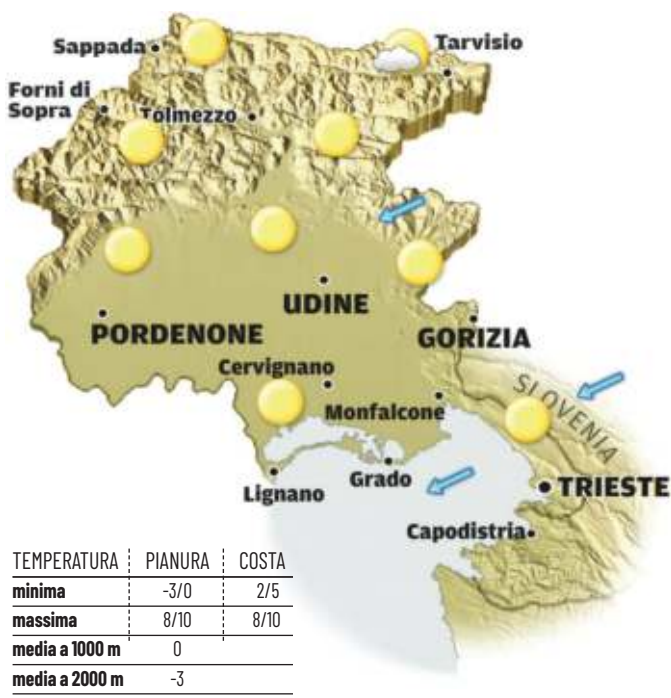 Sappada
Tarvisio
Forni di
Sopra
Tolmezzo
UDINE
PORDENONE
GORIZIA
Cervignano
SLOVENIA
Monfalcone
Grado
Lignano
TRIESTE
Capodistria
TEMPERATURA PIANURA COSTA
minima -3/0 2/5
massima 8/10 8/10
media a 1000 m 0
media a 2000 m -3